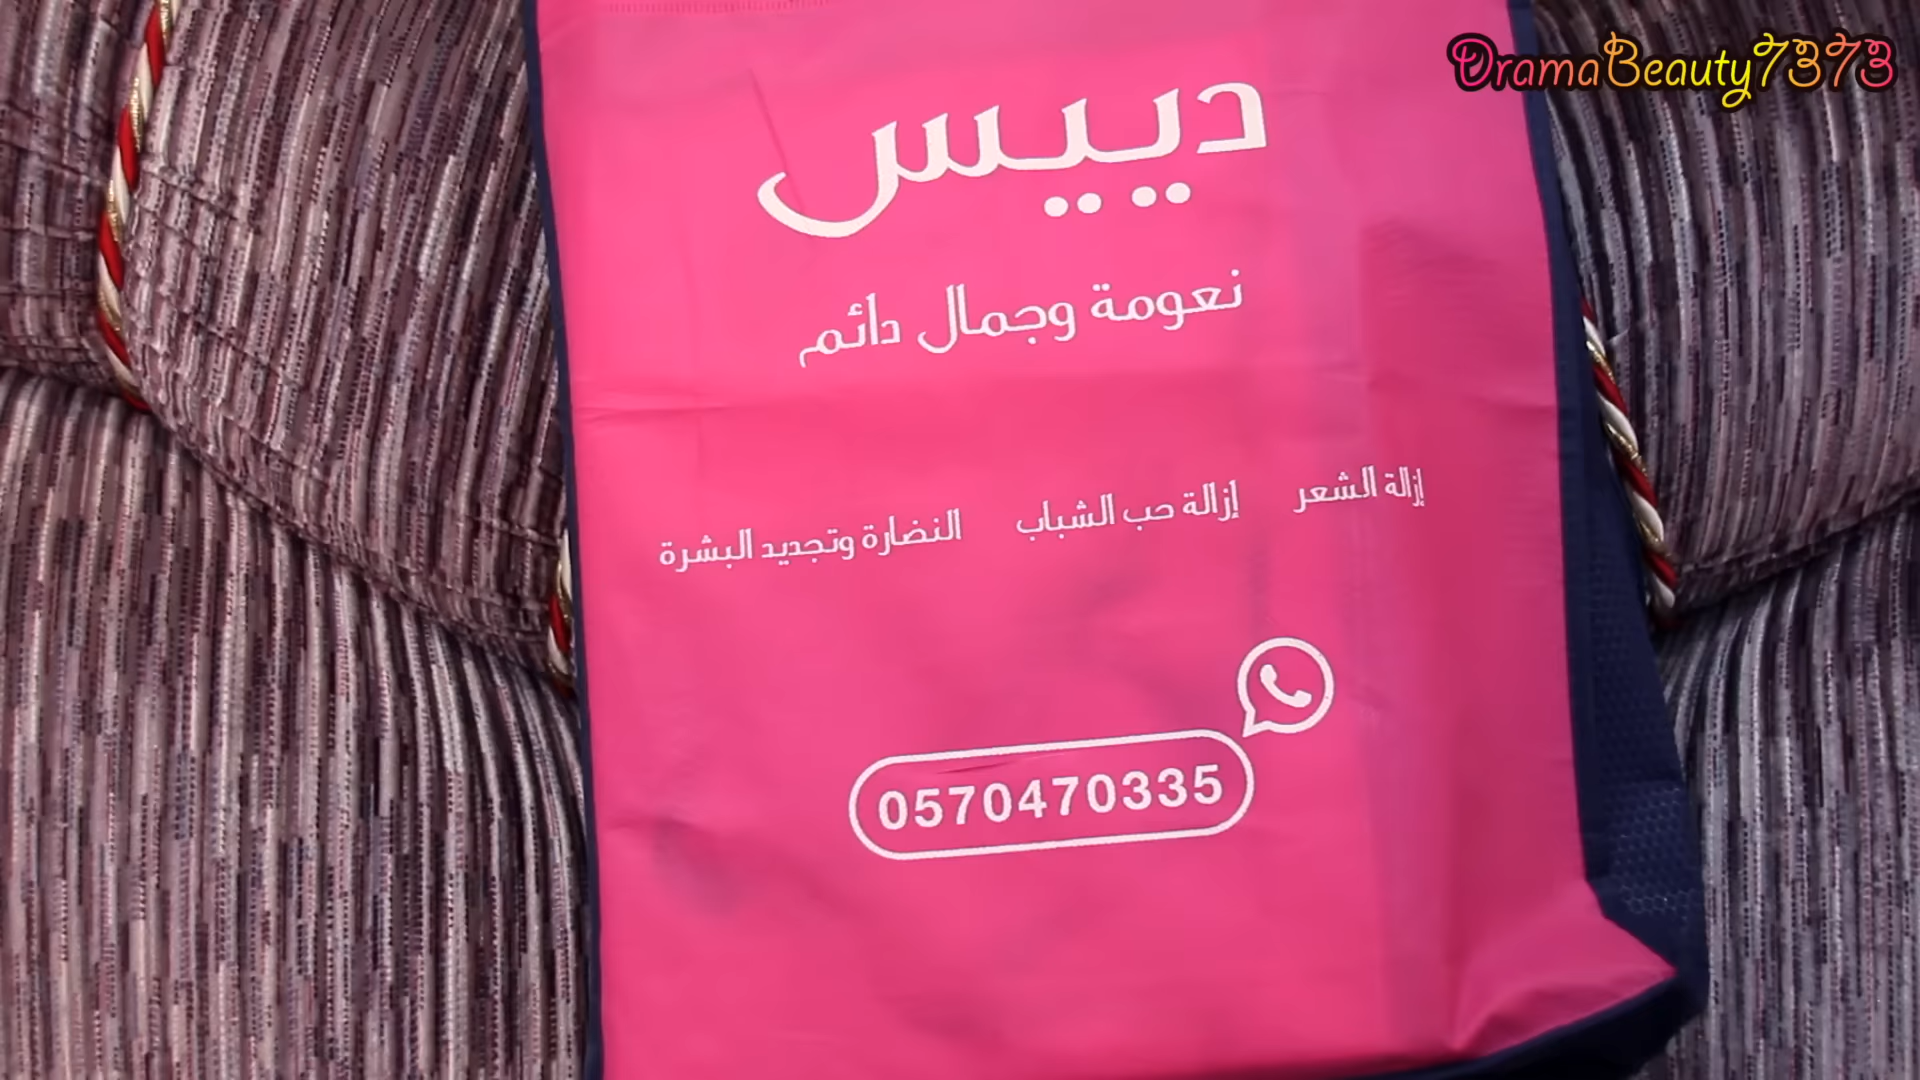 DramaBeauty7373
دييس
نعومة وجمال دائم
إزالة الشعر إزالة حب الشباب النضارة وتجديد البشرة
0570470335